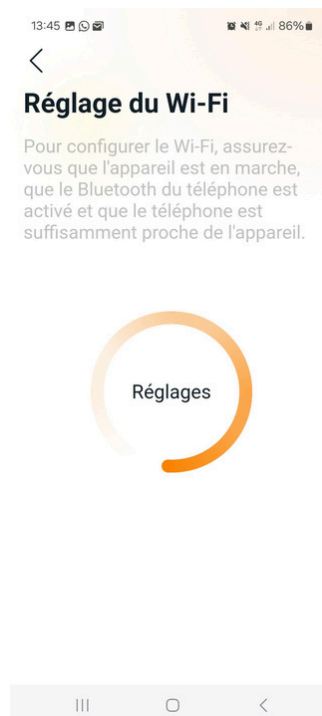 13:45 86%
Réglage du Wi-Fi
Pour configurer le Wi-Fi, assurez-
vous que l'appareil est en marche,
que le Bluetooth du téléphone est
activé et que le téléphone est
suffisamment proche de l'appareil.
Réglages